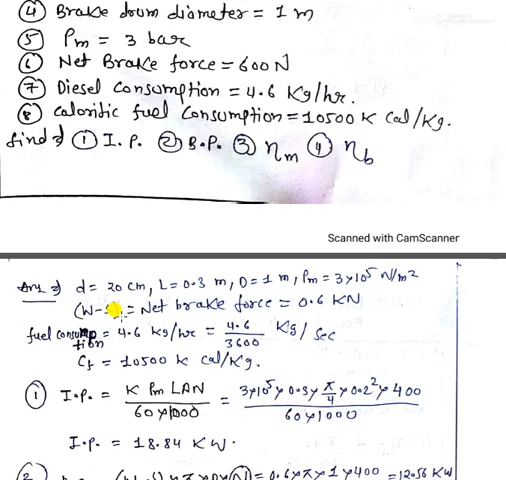 ④ Brake drum diameter = 1 m
⑤ Pm = 3 bar
⑥ Net Brake force = 600 N
⑦ Diesel Consumption = 4.6 Kg/hr.
⑧ Calorific fuel Consumption = 10500 K Cal/Kg.
find ① I.P. ② B.P. ③ ηm ④ ηb
Scanned with CamScanner
Ans d = 20 cm, L = 0.3 m, D = 1 m, Pm = 3×10⁵ N/m²
(W- = Net brake force = 0.6 KN
fuel consumption = 4.6 kg/hr = 4.6/3600 Kg/sec
Cf = 10500 k cal/Kg.
① I.P. = K Pm LAN / 60×1000 = 3×10⁵×0.3×π/4×0.2²×400 / 60×1000
I.P. = 18.84 KW.
② = 0.6×π×1×400 = 12.56 KW